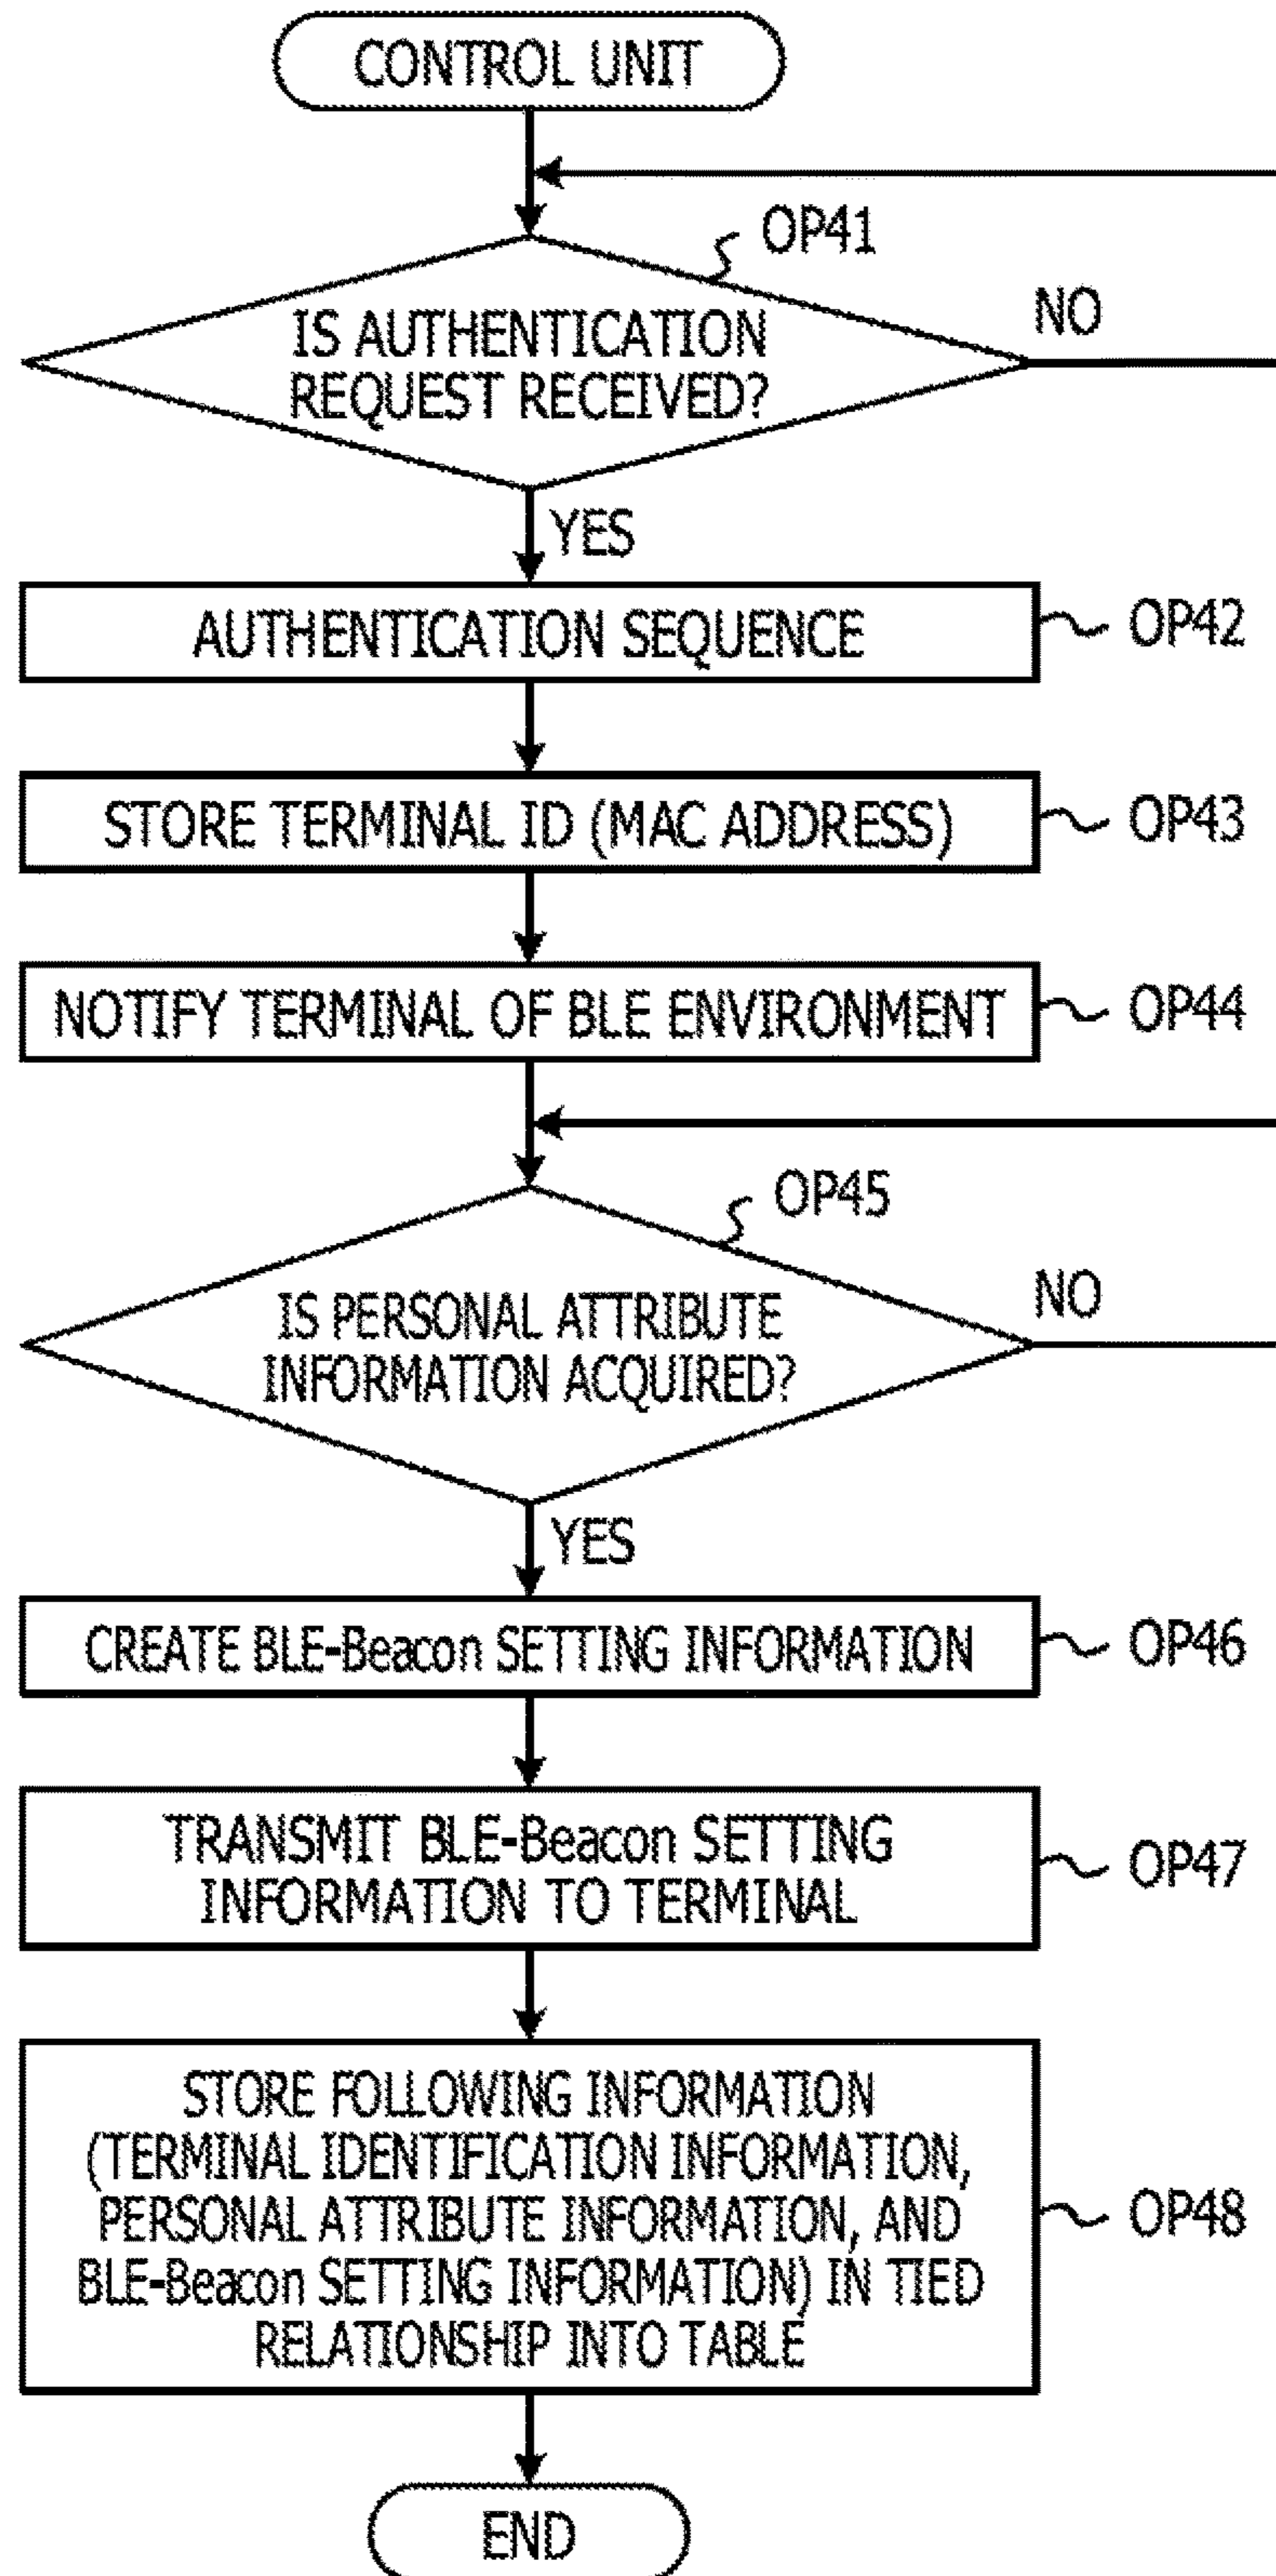 CONTROL UNIT
OP41
IS AUTHENTICATION
REQUEST RECEIVED?
NO
YES
AUTHENTICATION SEQUENCE
OP42
STORE TERMINAL ID (MAC ADDRESS)
OP43
NOTIFY TERMINAL OF BLE ENVIRONMENT
OP44
OP45
IS PERSONAL ATTRIBUTE
INFORMATION ACQUIRED?
NO
YES
CREATE BLE-Beacon SETTING INFORMATION
OP46
TRANSMIT BLE-Beacon SETTING
INFORMATION TO TERMINAL
OP47
STORE FOLLOWING INFORMATION
(TERMINAL IDENTIFICATION INFORMATION,
PERSONAL ATTRIBUTE INFORMATION, AND
BLE-Beacon SETTING INFORMATION) IN TIED
RELATIONSHIP INTO TABLE
OP48
END